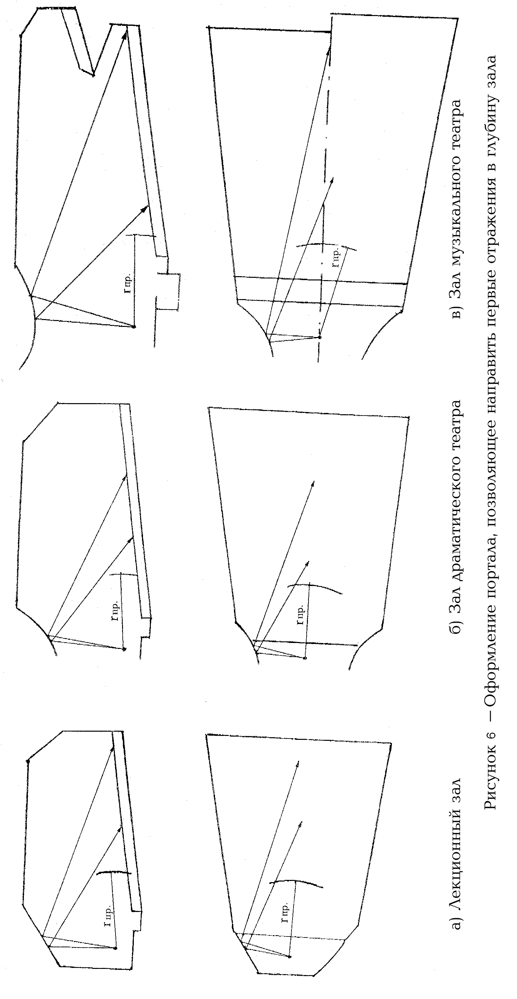 r пр.
r пр.
r пр.
r пр.
r пр.
r пр.
а) Лекционный зал
б) Зал драматического театра
в) Зал музыкального театра
Рисунок 6 — Оформление портала, позволяющее направить первые отражения в глубину зала